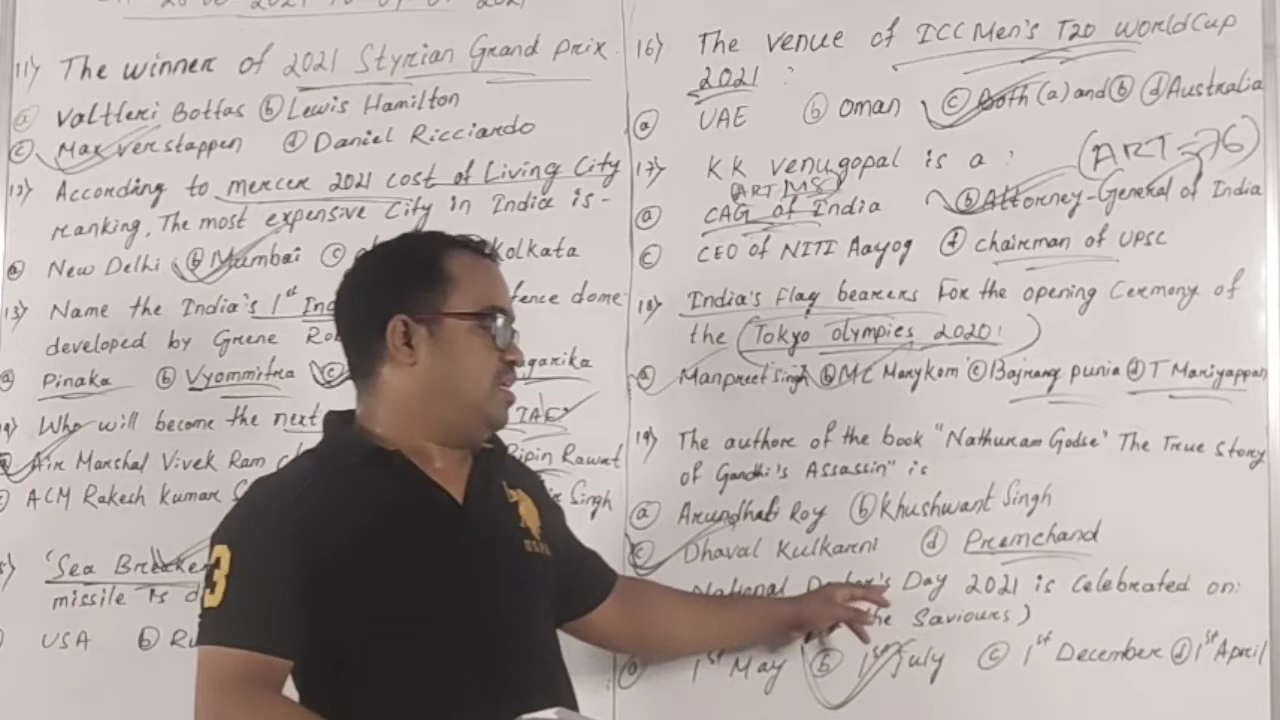 11) The winner of 2021 Styrian Grand prix
(a) Valtteri Bottas (b) Lewis Hamilton
(c) Max verstappen (d) Daniel Ricciardo
12) According to mercer 2021 cost of Living City
ranking, The most expensive City in India is -
(a) New Delhi (b) Mumbai (c) Kolkata
13) Name the India's 1st Ind fence dome
developed by Grene Ro
(a) Pinaka (b) Vyommitra (c) garika
14) Who will become the next
Air Marshal Vivek Ram Bipin Rawat
ACM Rakesh Kumar Singh
'Sea Breaker
missile is d
USA (b) Ru
16) The venue of ICC Men's T20 WorldCup
2021 :
(a) UAE (b) Oman (c) Both (a) and (b) (d) Australia
17) KK venugopal is a : (ART-76)
(ART 148)
(a) CAG of India (b) Attorney-General of India
(c) CEO of NITI Aayog (d) chairman of UPSC
18) India's flag bearers For the opening Cermony of
the (Tokyo olympics 2020!)
(a) Manpreet Singh (b) MC Marykom (c) Bajrang punia (d) T Mariyappan
19) The authore of the book "Nathuram Godse' The True Story
of Gandhi's Assassin" is
(a) Arundhati Roy (b) Khushwant Singh
(c) Dhaval Kulkarni (d) Premchand
National Doctor's Day 2021 is celebrated on:
the Saviours)
(a) 1st May (b) 1st July (c) 1st December (d) 1st April
3